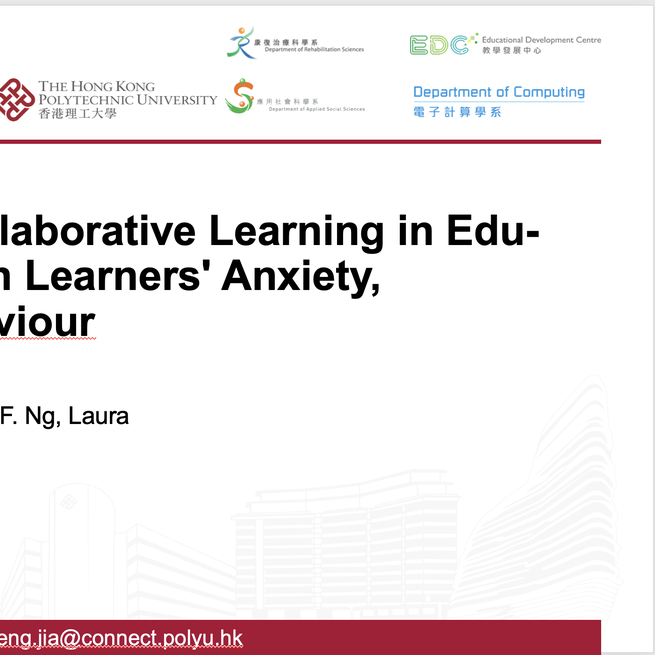 康復治療科學系
Department of Rehabilitation Sciences
EDC Educational Development Centre
教學發展中心
THE HONG KONG
POLYTECHNIC UNIVERSITY
香港理工大學
應用社會科學系
Department of Applied Social Sciences
Department of Computing
電子計算學系
llaborative Learning in Edu-
n Learners' Anxiety,
viour
F. Ng, Laura
eng.jia@connect.polyu.hk